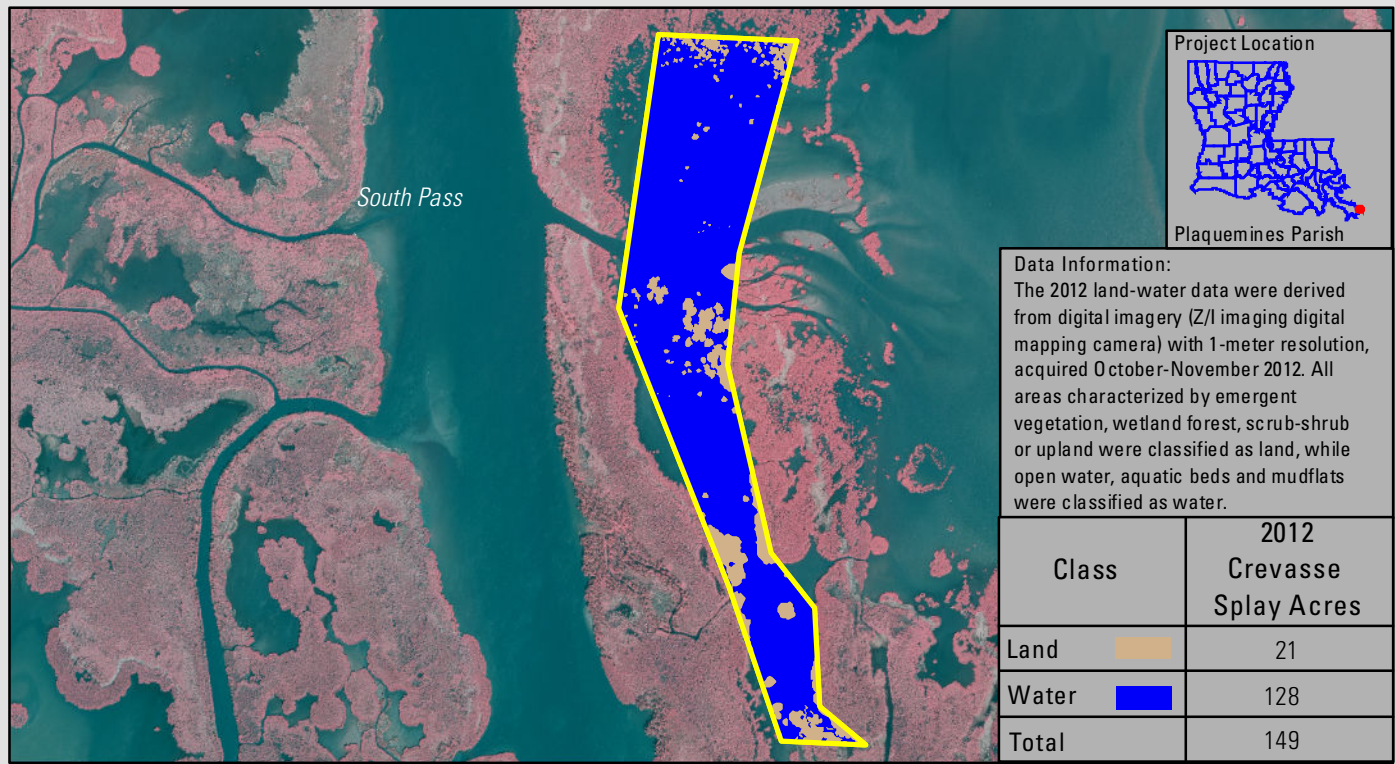 South Pass
Project Location
Plaquemines Parish
Data Information:
The 2012 land-water data were derived
from digital imagery (Z/I imaging digital
mapping camera) with 1-meter resolution,
acquired October-November 2012. All
areas characterized by emergent
vegetation, wetland forest, scrub-shrub
or upland were classified as land, while
open water, aquatic beds and mudflats
were classified as water.
Class
2012
Crevasse
Splay Acres
Land 21
Water 128
Total 149